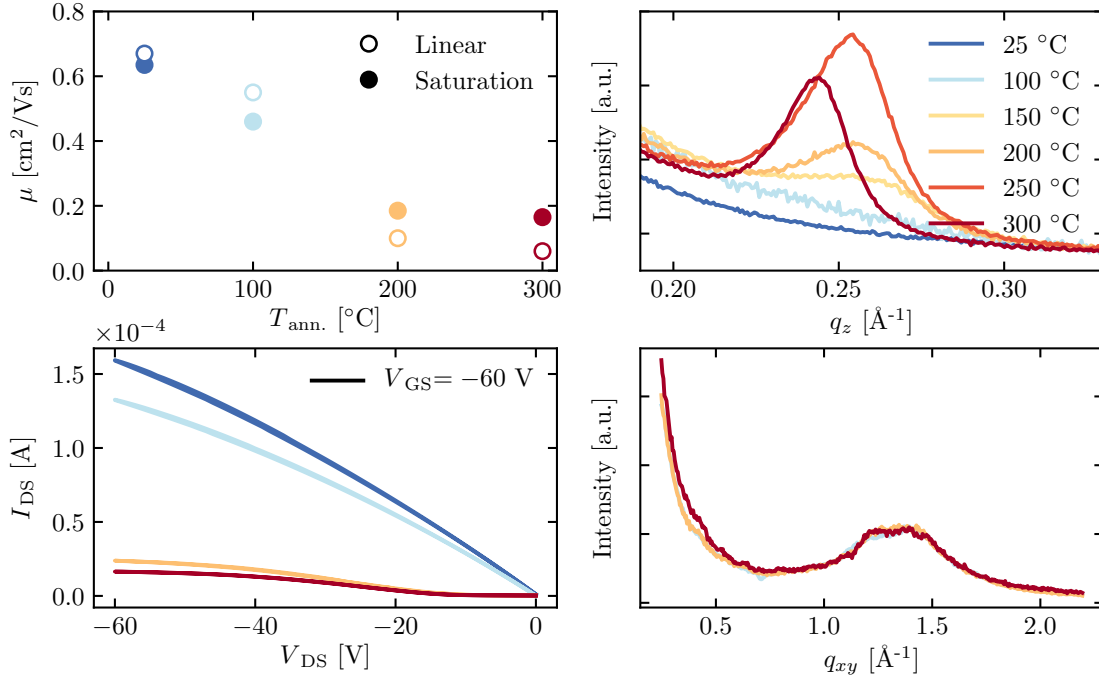 0.8
0.6
0.4
0.2
0.0
μ [cm²/Vs]
Linear
Saturation
0
100
200
300
T_ann. [°C]
Intensity [a.u.]
25 °C
100 °C
150 °C
200 °C
250 °C
300 °C
0.20
0.25
0.30
q_z [Å⁻¹]
×10⁻⁴
1.5
1.0
0.5
0.0
I_DS [A]
V_GS= −60 V
−60
−40
−20
0
V_DS [V]
Intensity [a.u.]
0.5
1.0
1.5
2.0
q_xy [Å⁻¹]